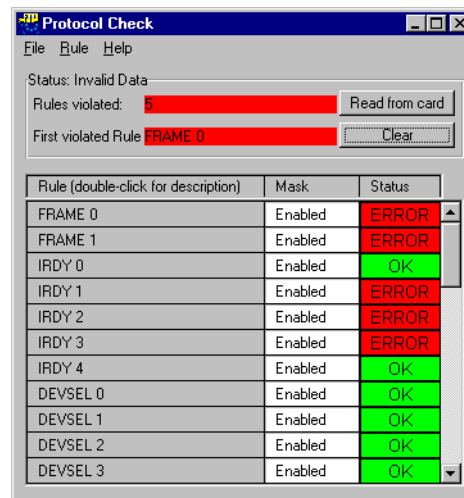 Protocol Check
File Rule Help
Status: Invalid Data
Rules violated: 5 Read from card
First violated Rule FRAME 0 Clear
Rule (double-click for description) Mask Status
FRAME 0 Enabled ERROR
FRAME 1 Enabled ERROR
IRDY 0 Enabled OK
IRDY 1 Enabled ERROR
IRDY 2 Enabled ERROR
IRDY 3 Enabled ERROR
IRDY 4 Enabled OK
DEVSEL 0 Enabled OK
DEVSEL 1 Enabled OK
DEVSEL 2 Enabled OK
DEVSEL 3 Enabled OK